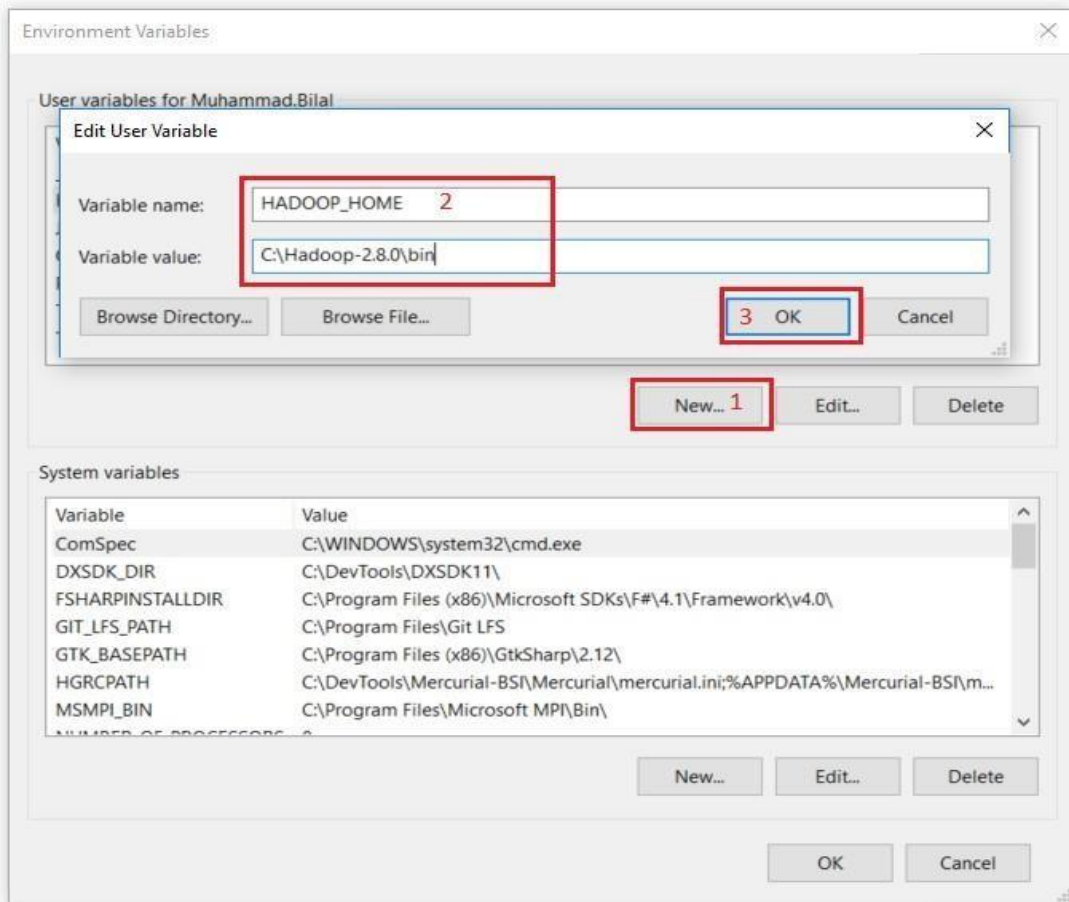 Environment Variables
User variables for Muhammad.Bilal
Edit User Variable
Variable name: HADOOP_HOME 2
Variable value: C:\Hadoop-2.8.0\bin
Browse Directory... Browse File... 3 OK Cancel
New... 1 Edit... Delete
System variables
Variable Value
ComSpec C:\WINDOWS\system32\cmd.exe
DXSDK_DIR C:\DevTools\DXSDK11\
FSHARPINSTALLDIR C:\Program Files (x86)\Microsoft SDKs\F#\4.1\Framework\v4.0\
GIT_LFS_PATH C:\Program Files\Git LFS
GTK_BASEPATH C:\Program Files (x86)\GtkSharp\2.12\
HGRCPATH C:\DevTools\Mercurial-BSI\Mercurial\mercurial.ini;%APPDATA%\Mercurial-BSI\m...
MSMPI_BIN C:\Program Files\Microsoft MPI\Bin\
NUMBER_OF_PROCESSORS
New... Edit... Delete
OK Cancel